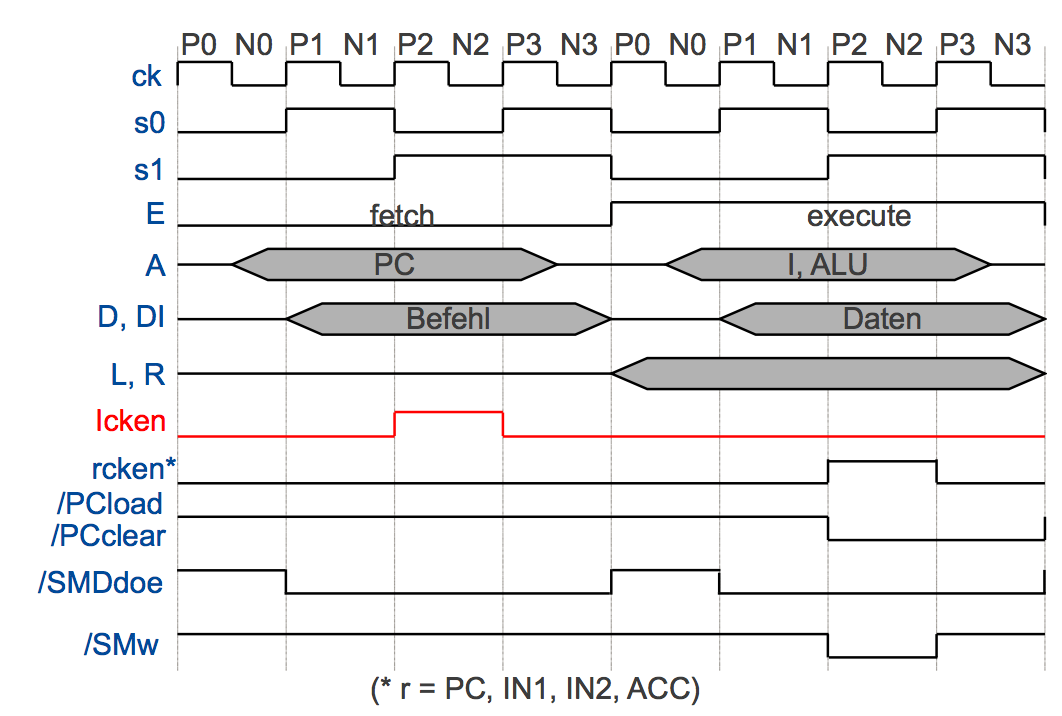 P0 N0 P1 N1 P2 N2 P3 N3 P0 N0 P1 N1 P2 N2 P3 N3
ck
s0
s1
E fetch execute
A PC I, ALU
D, DI Befehl Daten
L, R
Icken
rcken*
/PCload
/PCclear
/SMDdoe
/SMw
(* r = PC, IN1, IN2, ACC)